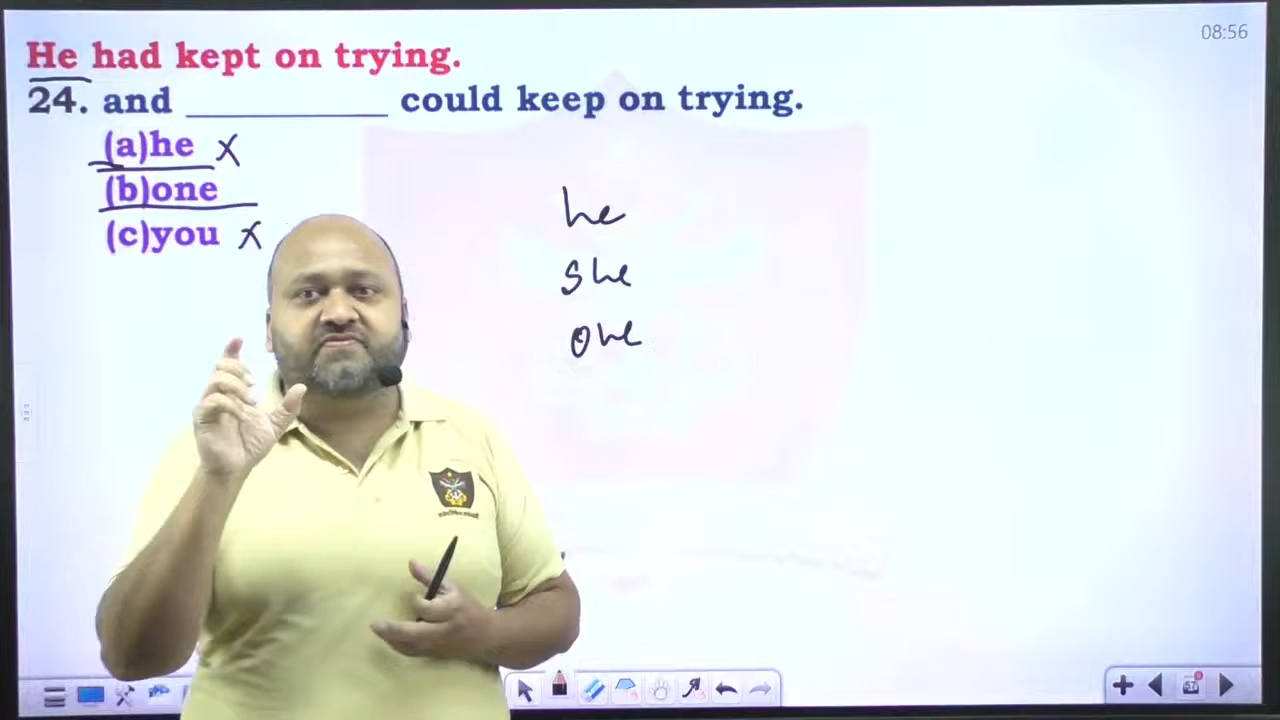 08:56
He had kept on trying.
24. and __________ could keep on trying.
(a)he x
(b)one
(c)you x
he
she
one